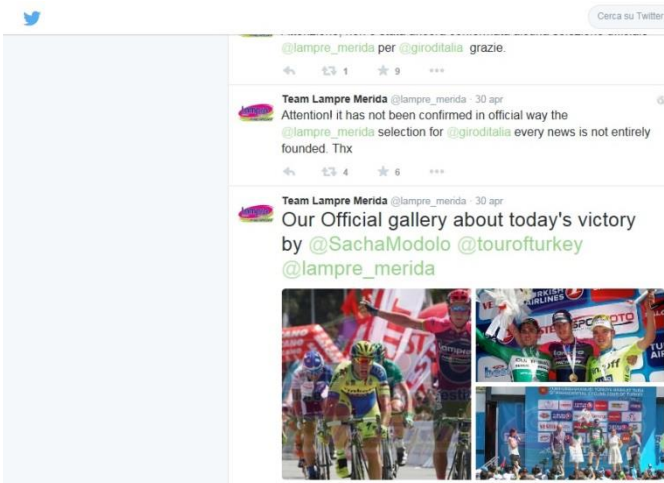 Cerca su Twitter
@lampre_merida per @giroditalia grazie.
1 9
Team Lampre Merida @lampre_merida · 30 apr
Attention! it has not been confirmed in official way the
@lampre_merida selection for @giroditalia every news is not entirely
founded. Thx
4 6
Team Lampre Merida @lampre_merida · 30 apr
Our Official gallery about today's victory
by @SachaModolo @tourofturkey
@lampre_merida
AIRLINES